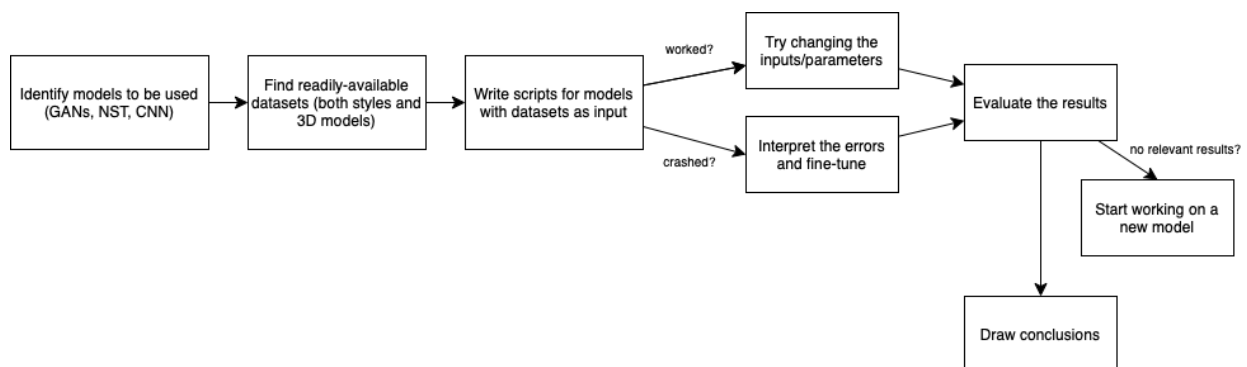 Identify models to be used
(GANs, NST, CNN)
Find readily-available
datasets (both styles and
3D models)
Write scripts for models
with datasets as input
worked?
crashed?
Try changing the
inputs/parameters
Interpret the errors
and fine-tune
Evaluate the results
no relevant results?
Start working on a
new model
Draw conclusions